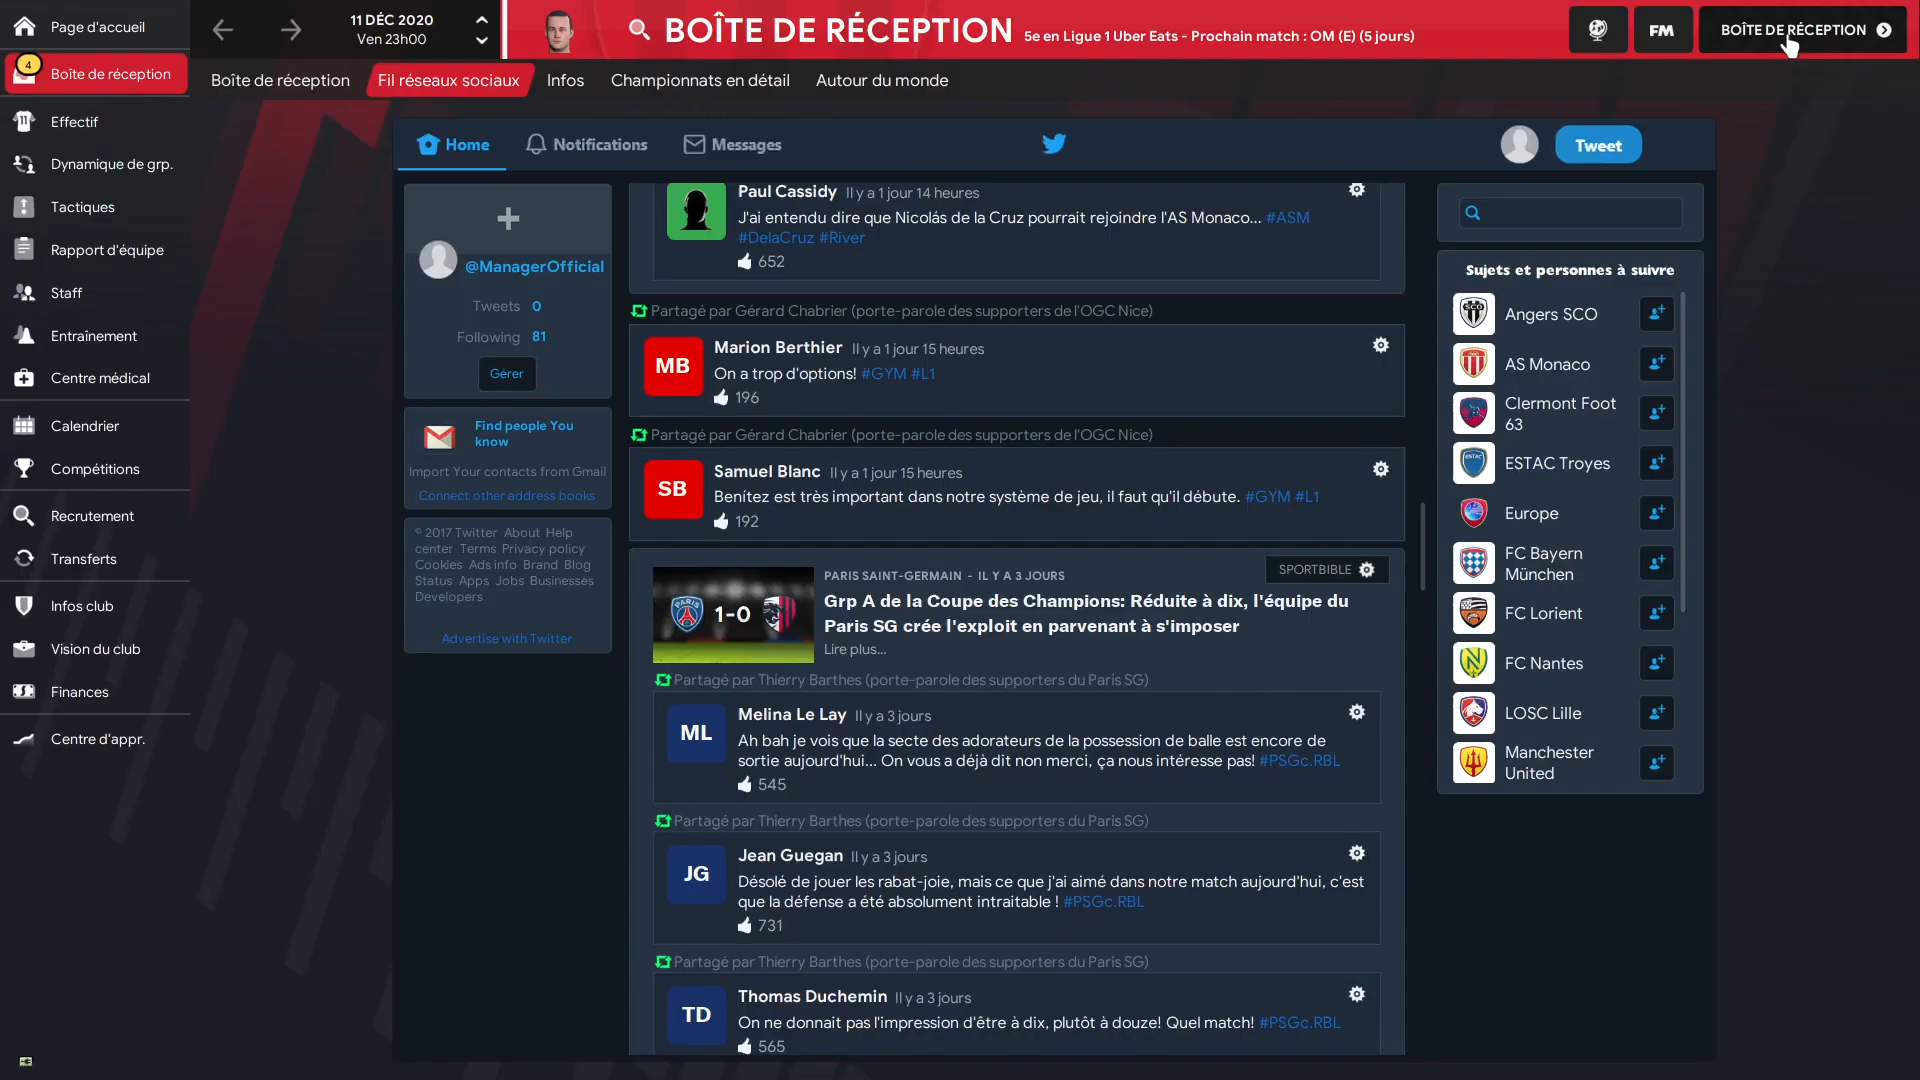 Page d'accueil
11 DÉC 2020
Ven 23h00
BOÎTE DE RÉCEPTION
5e en Ligue 1 Uber Eats - Prochain match : OM (E) (5 jours)
FM
BOÎTE DE RÉCEPTION
4
Boîte de réception
Boîte de réception
Fil réseaux sociaux
Infos
Championnats en détail
Autour du monde
11
Effectif
Dynamique de grp.
Tactiques
Rapport d'équipe
Staff
Entraînement
Centre médical
Calendrier
Compétitions
Recrutement
Transferts
Infos club
Vision du club
Finances
Centre d'appr.
Home
Notifications
Messages
Tweet
@ManagerOfficial
Tweets 0
Following 81
Gérer
Find people You
know
Import Your contacts from Gmail
Connect other address books
© 2017 Twitter About Help
center Terms Privacy policy
Cookies Ads info Brand Blog
Status Apps Jobs Businesses
Developers
Advertise with Twitter
Paul Cassidy Il y a 1 jour 14 heures
J'ai entendu dire que Nicolás de la Cruz pourrait rejoindre l'AS Monaco... #ASM
#DelaCruz #River
652
Partagé par Gérard Chabrier (porte-parole des supporters de l'OGC Nice)
MB
Marion Berthier Il y a 1 jour 15 heures
On a trop d'options! #GYM #L1
196
Partagé par Gérard Chabrier (porte-parole des supporters de l'OGC Nice)
SB
Samuel Blanc Il y a 1 jour 15 heures
Benítez est très important dans notre système de jeu, il faut qu'il débute. #GYM #L1
192
PARIS SAINT-GERMAIN - IL Y A 3 JOURS
SPORTBIBLE
PARIS
1-0
Grp A de la Coupe des Champions: Réduite à dix, l'équipe du
Paris SG crée l'exploit en parvenant à s'imposer
Lire plus...
Partagé par Thierry Barthes (porte-parole des supporters du Paris SG)
ML
Melina Le Lay Il y a 3 jours
Ah bah je vois que la secte des adorateurs de la possession de balle est encore de
sortie aujourd'hui... On vous a déjà dit non merci, ça nous intéresse pas! #PSGc.RBL
545
Partagé par Thierry Barthes (porte-parole des supporters du Paris SG)
JG
Jean Guegan Il y a 3 jours
Désolé de jouer les rabat-joie, mais ce que j'ai aimé dans notre match aujourd'hui, c'est
que la défense a été absolument intraitable ! #PSGc.RBL
731
Partagé par Thierry Barthes (porte-parole des supporters du Paris SG)
TD
Thomas Duchemin Il y a 3 jours
On ne donnait pas l'impression d'être à dix, plutôt à douze! Quel match! #PSGc.RBL
565
Sujets et personnes à suivre
SCO
Angers SCO
AS Monaco
Clermont Foot
63
ESTAC
ESTAC Troyes
Europe
FC Bayern
München
FC Lorient
FC Nantes
LOSC Lille
Manchester
United